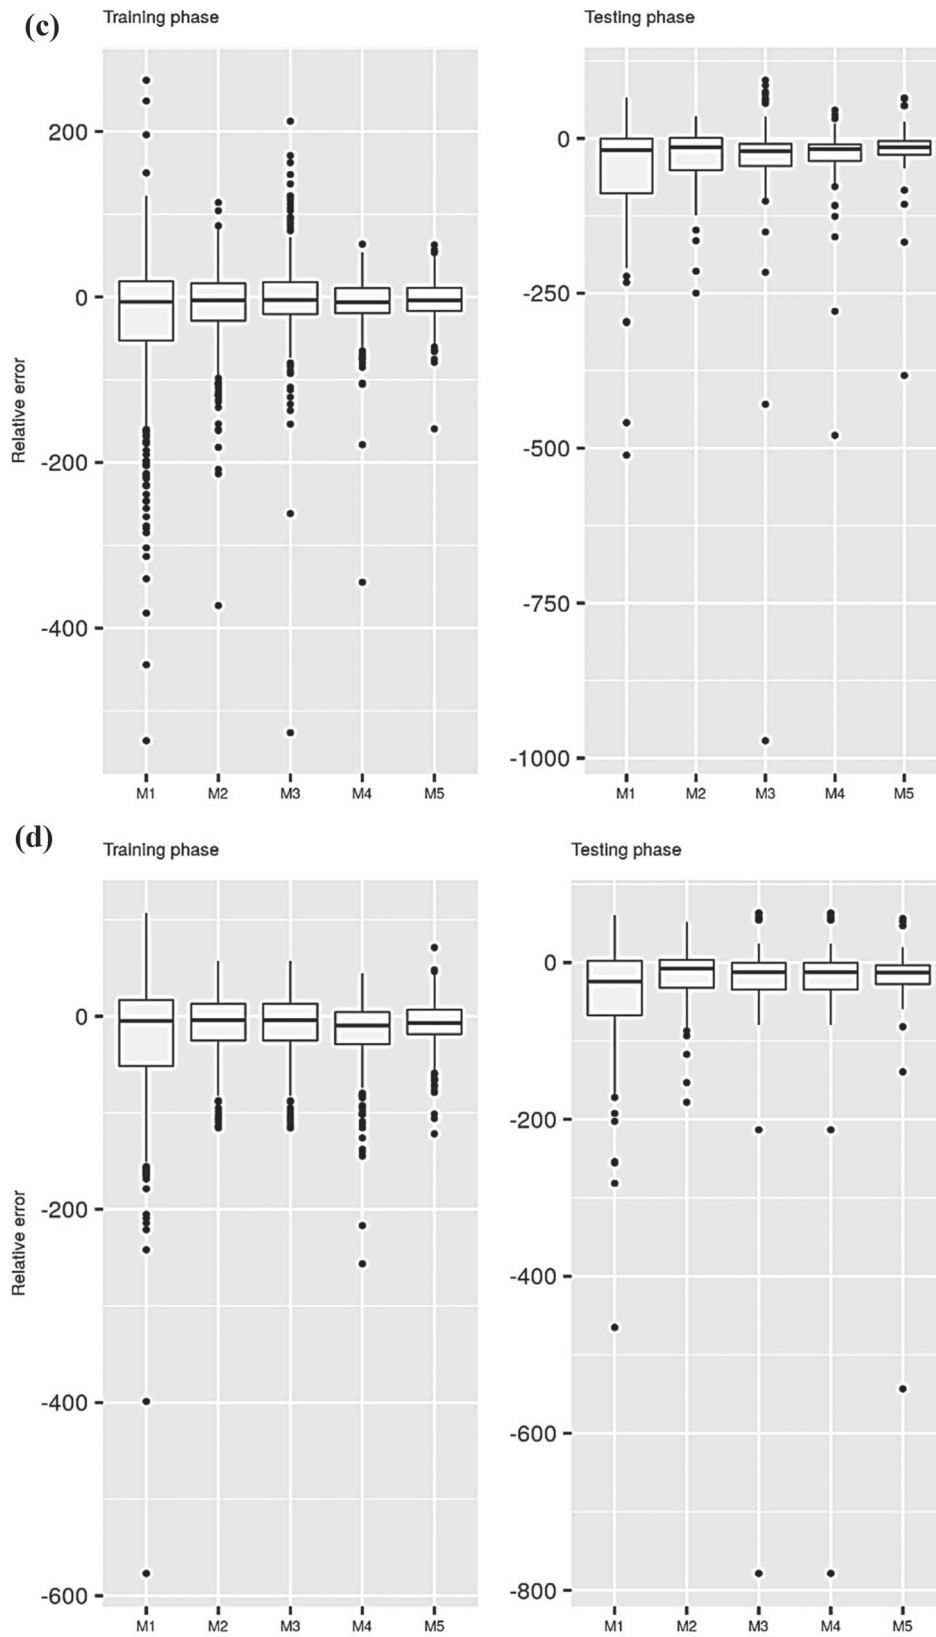 (c)
Training phase
Testing phase
Relative error
200
0
-200
-400
M1 M2 M3 M4 M5
0
-250
-500
-750
-1000
M1 M2 M3 M4 M5
(d)
Training phase
Testing phase
Relative error
0
-200
-400
-600
M1 M2 M3 M4 M5
0
-200
-400
-600
-800
M1 M2 M3 M4 M5